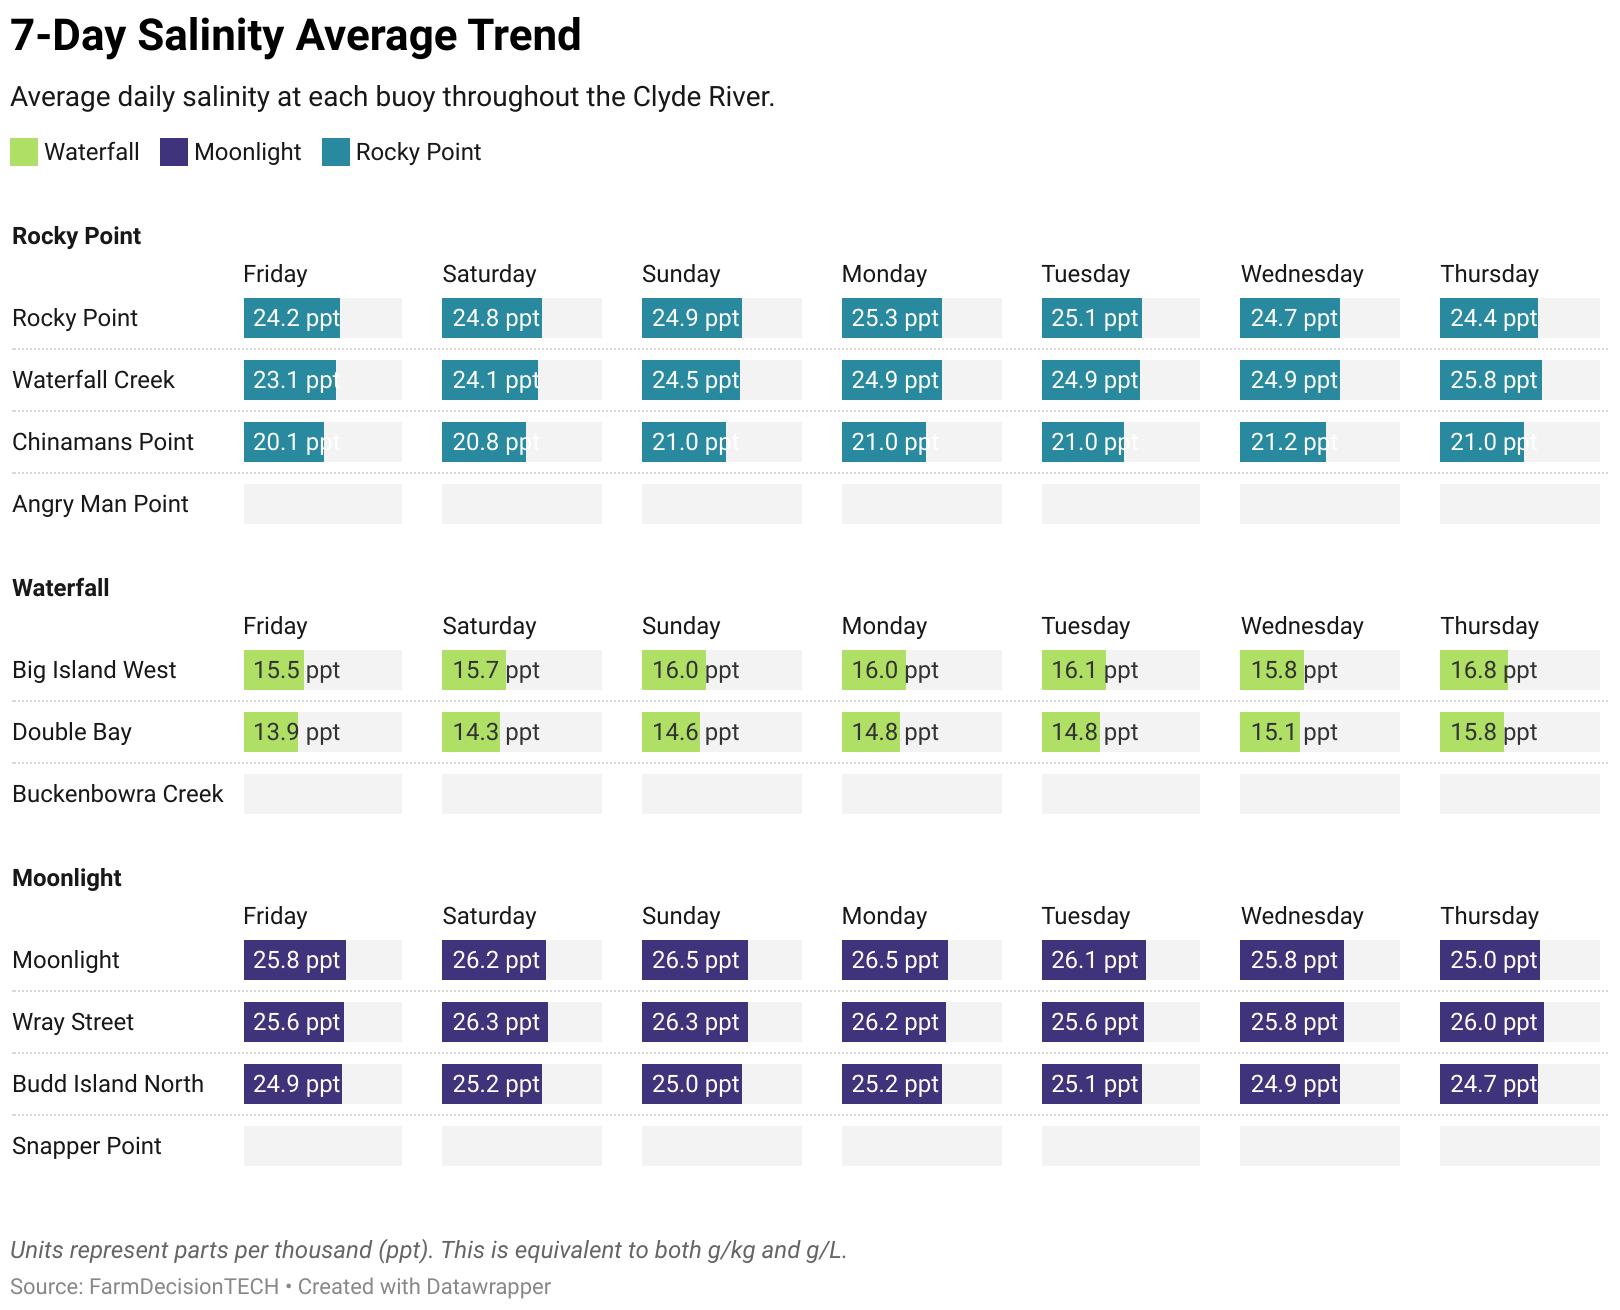 7-Day Salinity Average Trend
Average daily salinity at each buoy throughout the Clyde River.
Waterfall Moonlight Rocky Point
Rocky Point
Friday Saturday Sunday Monday Tuesday Wednesday Thursday
Rocky Point 24.2 ppt 24.8 ppt 24.9 ppt 25.3 ppt 25.1 ppt 24.7 ppt 24.4 ppt
Waterfall Creek 23.1 ppt 24.1 ppt 24.5 ppt 24.9 ppt 24.9 ppt 24.9 ppt 25.8 ppt
Chinamans Point 20.1 ppt 20.8 ppt 21.0 ppt 21.0 ppt 21.0 ppt 21.2 ppt 21.0 ppt
Angry Man Point
Waterfall
Friday Saturday Sunday Monday Tuesday Wednesday Thursday
Big Island West 15.5 ppt 15.7 ppt 16.0 ppt 16.0 ppt 16.1 ppt 15.8 ppt 16.8 ppt
Double Bay 13.9 ppt 14.3 ppt 14.6 ppt 14.8 ppt 14.8 ppt 15.1 ppt 15.8 ppt
Buckenbowra Creek
Moonlight
Friday Saturday Sunday Monday Tuesday Wednesday Thursday
Moonlight 25.8 ppt 26.2 ppt 26.5 ppt 26.5 ppt 26.1 ppt 25.8 ppt 25.0 ppt
Wray Street 25.6 ppt 26.3 ppt 26.3 ppt 26.2 ppt 25.6 ppt 25.8 ppt 26.0 ppt
Budd Island North 24.9 ppt 25.2 ppt 25.0 ppt 25.2 ppt 25.1 ppt 24.9 ppt 24.7 ppt
Snapper Point
Units represent parts per thousand (ppt). This is equivalent to both g/kg and g/L.
Source: FarmDecisionTECH • Created with Datawrapper